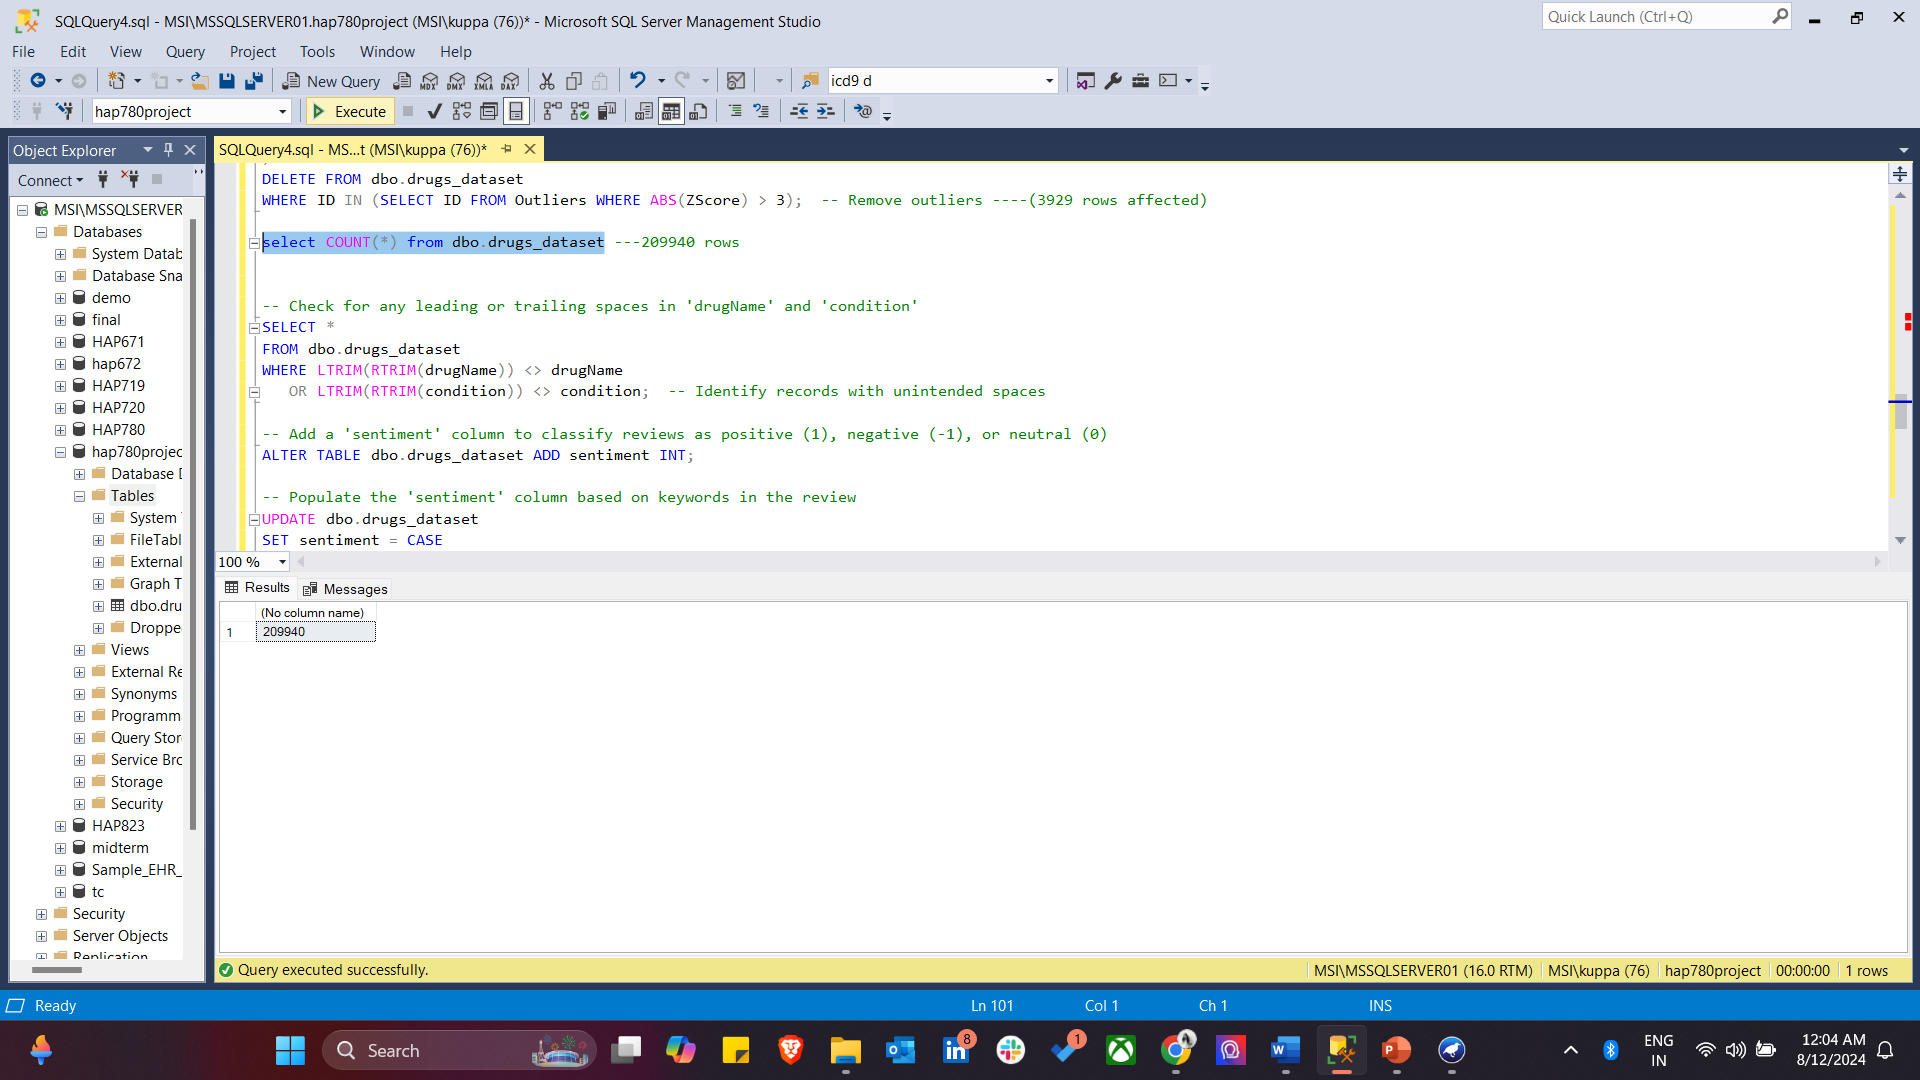 SQLQuery4.sql - MSI\MSSQLSERVER01.hap780project (MSI\kuppa (76))* - Microsoft SQL Server Management Studio
Quick Launch (Ctrl+Q)
File Edit View Query Project Tools Window Help
New Query MDX DMX XMLA DAX icd9 d
hap780project Execute
Object Explorer
SQLQuery4.sql - MS...t (MSI\kuppa (76))*
Connect
MSI\MSSQLSERVER
Databases
System Datab
Database Sna
demo
final
HAP671
hap672
HAP719
HAP720
HAP780
hap780projec
Database D
Tables
System
FileTabl
External
Graph T
dbo.dru
Droppe
Views
External Re
Synonyms
Programm
Query Stor
Service Bro
Storage
Security
HAP823
midterm
Sample_EHR_
tc
Security
Server Objects
Replication
DELETE FROM dbo.drugs_dataset
WHERE ID IN (SELECT ID FROM Outliers WHERE ABS(ZScore) > 3);  -- Remove outliers ----(3929 rows affected)
select COUNT(*) from dbo.drugs_dataset ---209940 rows
-- Check for any leading or trailing spaces in 'drugName' and 'condition'
SELECT *
FROM dbo.drugs_dataset
WHERE LTRIM(RTRIM(drugName)) <> drugName
OR LTRIM(RTRIM(condition)) <> condition;  -- Identify records with unintended spaces
-- Add a 'sentiment' column to classify reviews as positive (1), negative (-1), or neutral (0)
ALTER TABLE dbo.drugs_dataset ADD sentiment INT;
-- Populate the 'sentiment' column based on keywords in the review
UPDATE dbo.drugs_dataset
SET sentiment = CASE
100 %
Results Messages
(No column name)
1 209940
Query executed successfully.
MSI\MSSQLSERVER01 (16.0 RTM) MSI\kuppa (76) hap780project 00:00:00 1 rows
Ready Ln 101 Col 1 Ch 1 INS
Search
8
1
ENG
IN
12:04 AM
8/12/2024